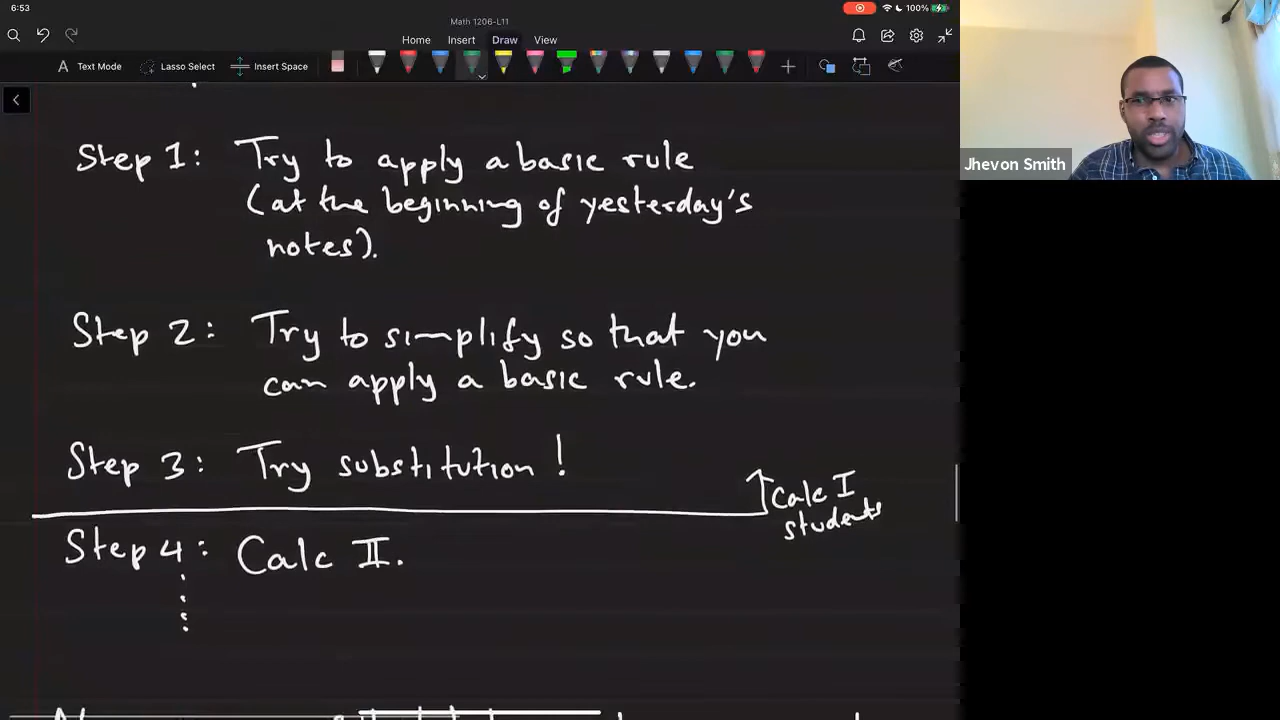 6:53
100%
Math 1206-L11
Home Insert Draw View
Text Mode Lasso Select Insert Space
Step 1: Try to apply a basic rule
(at the beginning of yesterday's
notes).
Step 2: Try to simplify so that you
can apply a basic rule.
Step 3: Try substitution!
Calc I
students
Step 4: Calc II.
Jhevon Smith